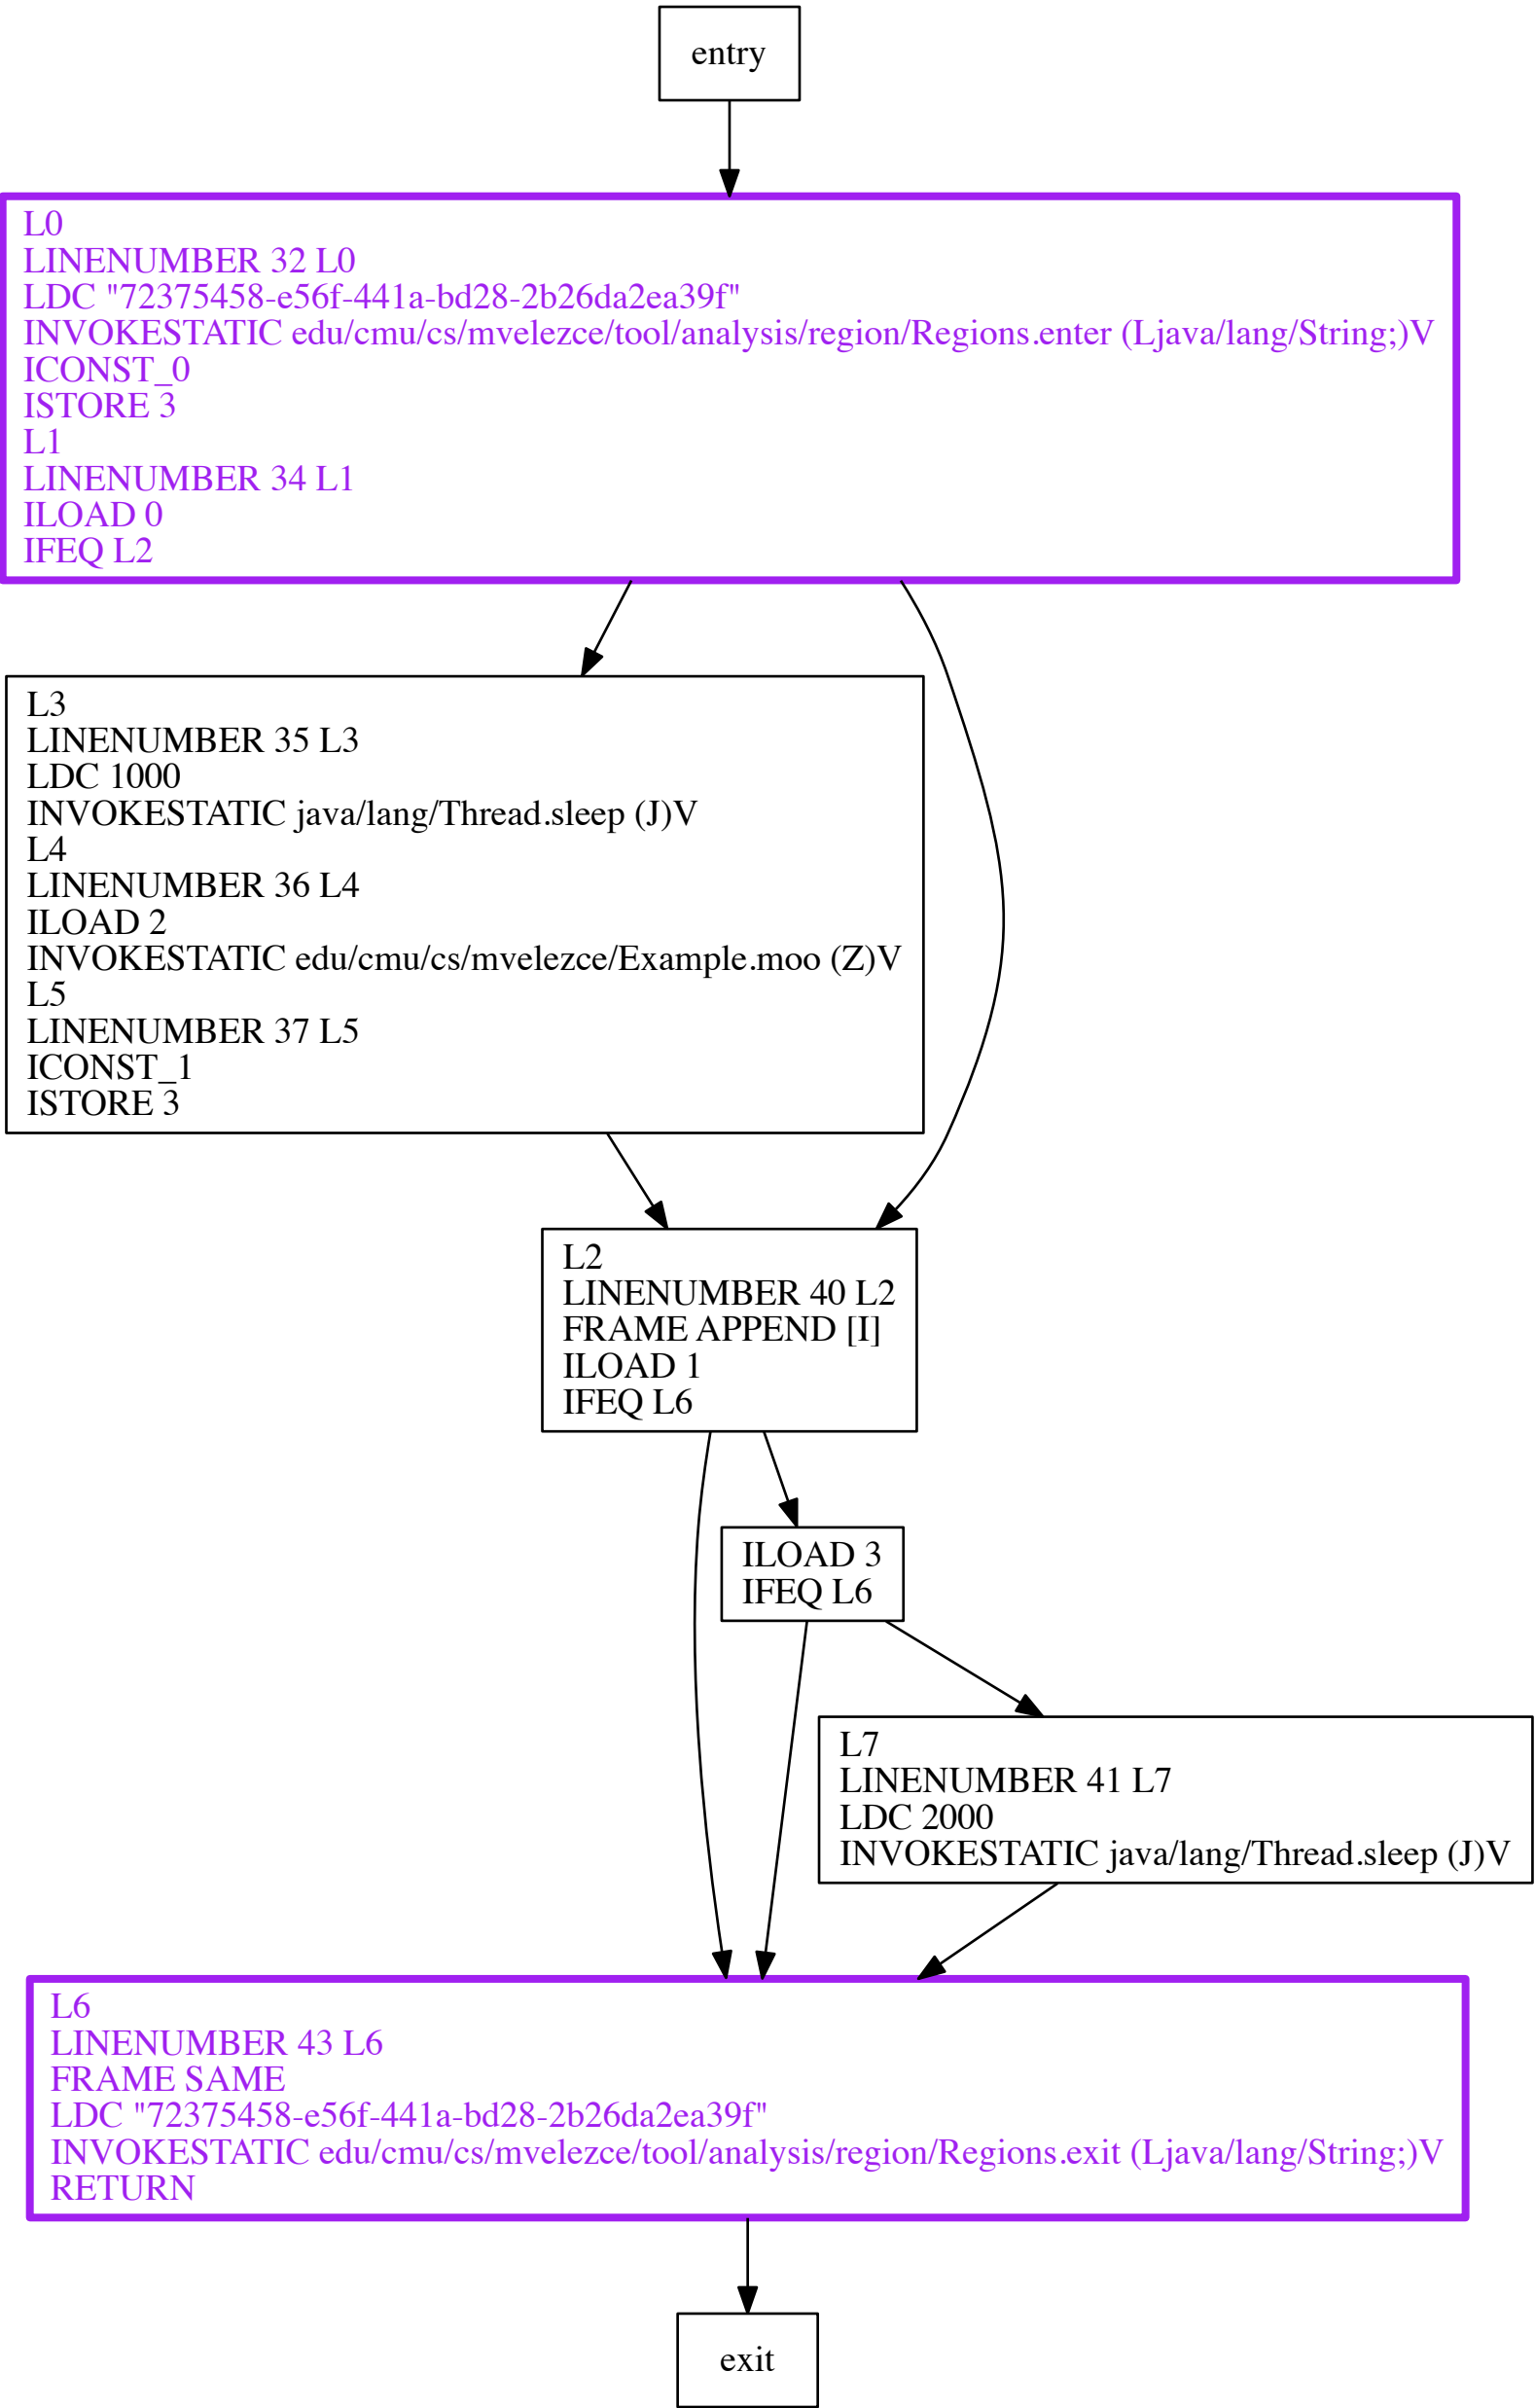 entry
L0
LINENUMBER 32 L0
LDC "72375458-e56f-441a-bd28-2b26da2ea39f"
INVOKESTATIC edu/cmu/cs/mvelezce/tool/analysis/region/Regions.enter (Ljava/lang/String;)V
ICONST_0
ISTORE 3
L1
LINENUMBER 34 L1
ILOAD 0
IFEQ L2
L3
LINENUMBER 35 L3
LDC 1000
INVOKESTATIC java/lang/Thread.sleep (J)V
L4
LINENUMBER 36 L4
ILOAD 2
INVOKESTATIC edu/cmu/cs/mvelezce/Example.moo (Z)V
L5
LINENUMBER 37 L5
ICONST_1
ISTORE 3
L2
LINENUMBER 40 L2
FRAME APPEND [I]
ILOAD 1
IFEQ L6
ILOAD 3
IFEQ L6
L7
LINENUMBER 41 L7
LDC 2000
INVOKESTATIC java/lang/Thread.sleep (J)V
L6
LINENUMBER 43 L6
FRAME SAME
LDC "72375458-e56f-441a-bd28-2b26da2ea39f"
INVOKESTATIC edu/cmu/cs/mvelezce/tool/analysis/region/Regions.exit (Ljava/lang/String;)V
RETURN
exit